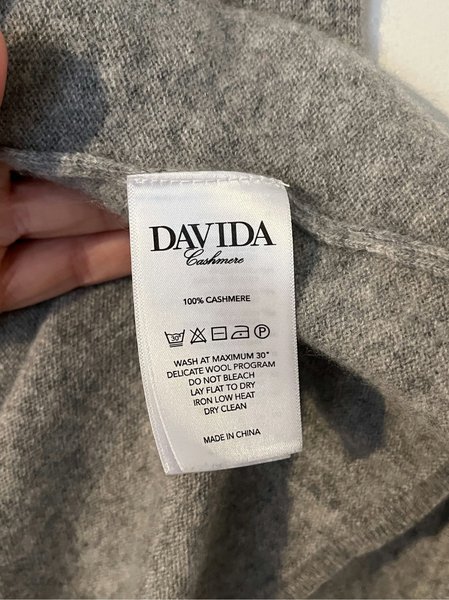 DAVIDA
Cashmere
100% CASHMERE
30°
P
WASH AT MAXIMUM 30°
DELICATE WOOL PROGRAM
DO NOT BLEACH
LAY FLAT TO DRY
IRON LOW HEAT
DRY CLEAN
MADE IN CHINA